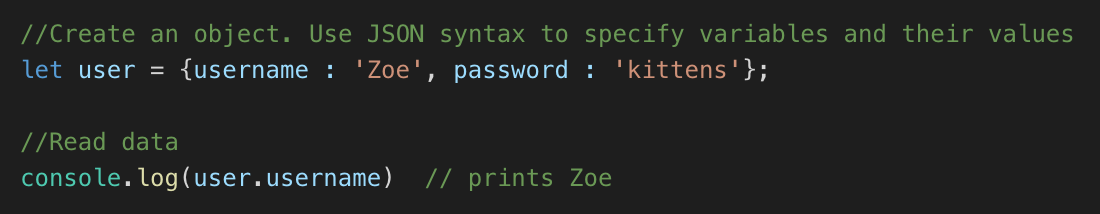 //Create an object. Use JSON syntax to specify variables and their values
let user = {username : 'Zoe', password : 'kittens'};

//Read data
console.log(user.username)  // prints Zoe